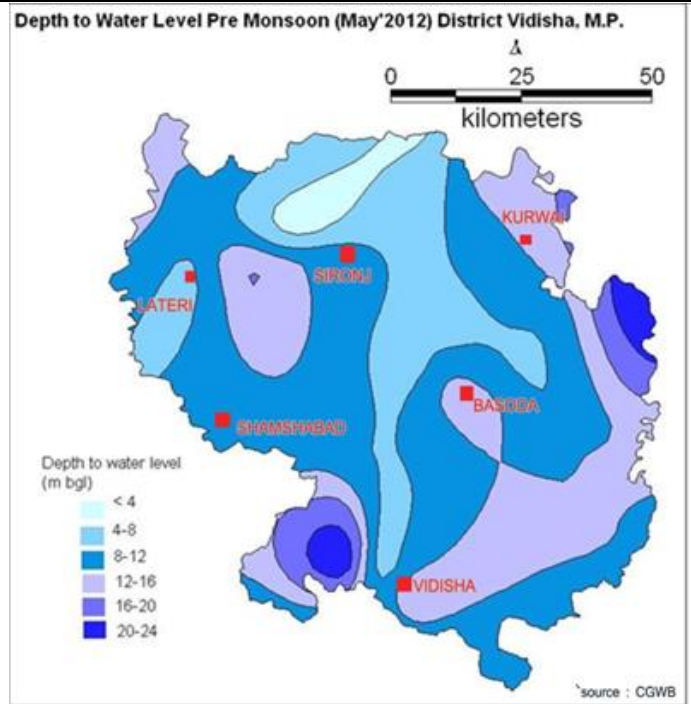 Depth to Water Level Pre Monsoon (May'2012) District Vidisha, M.P.
0 25 50
kilometers
KURWAI
SIRONJ
LATERI
BASODA
SHAMSHABAD
Depth to water level
(m bgl)
< 4
4-8
8-12
12-16
16-20
20-24
VIDISHA
`source : CGWB